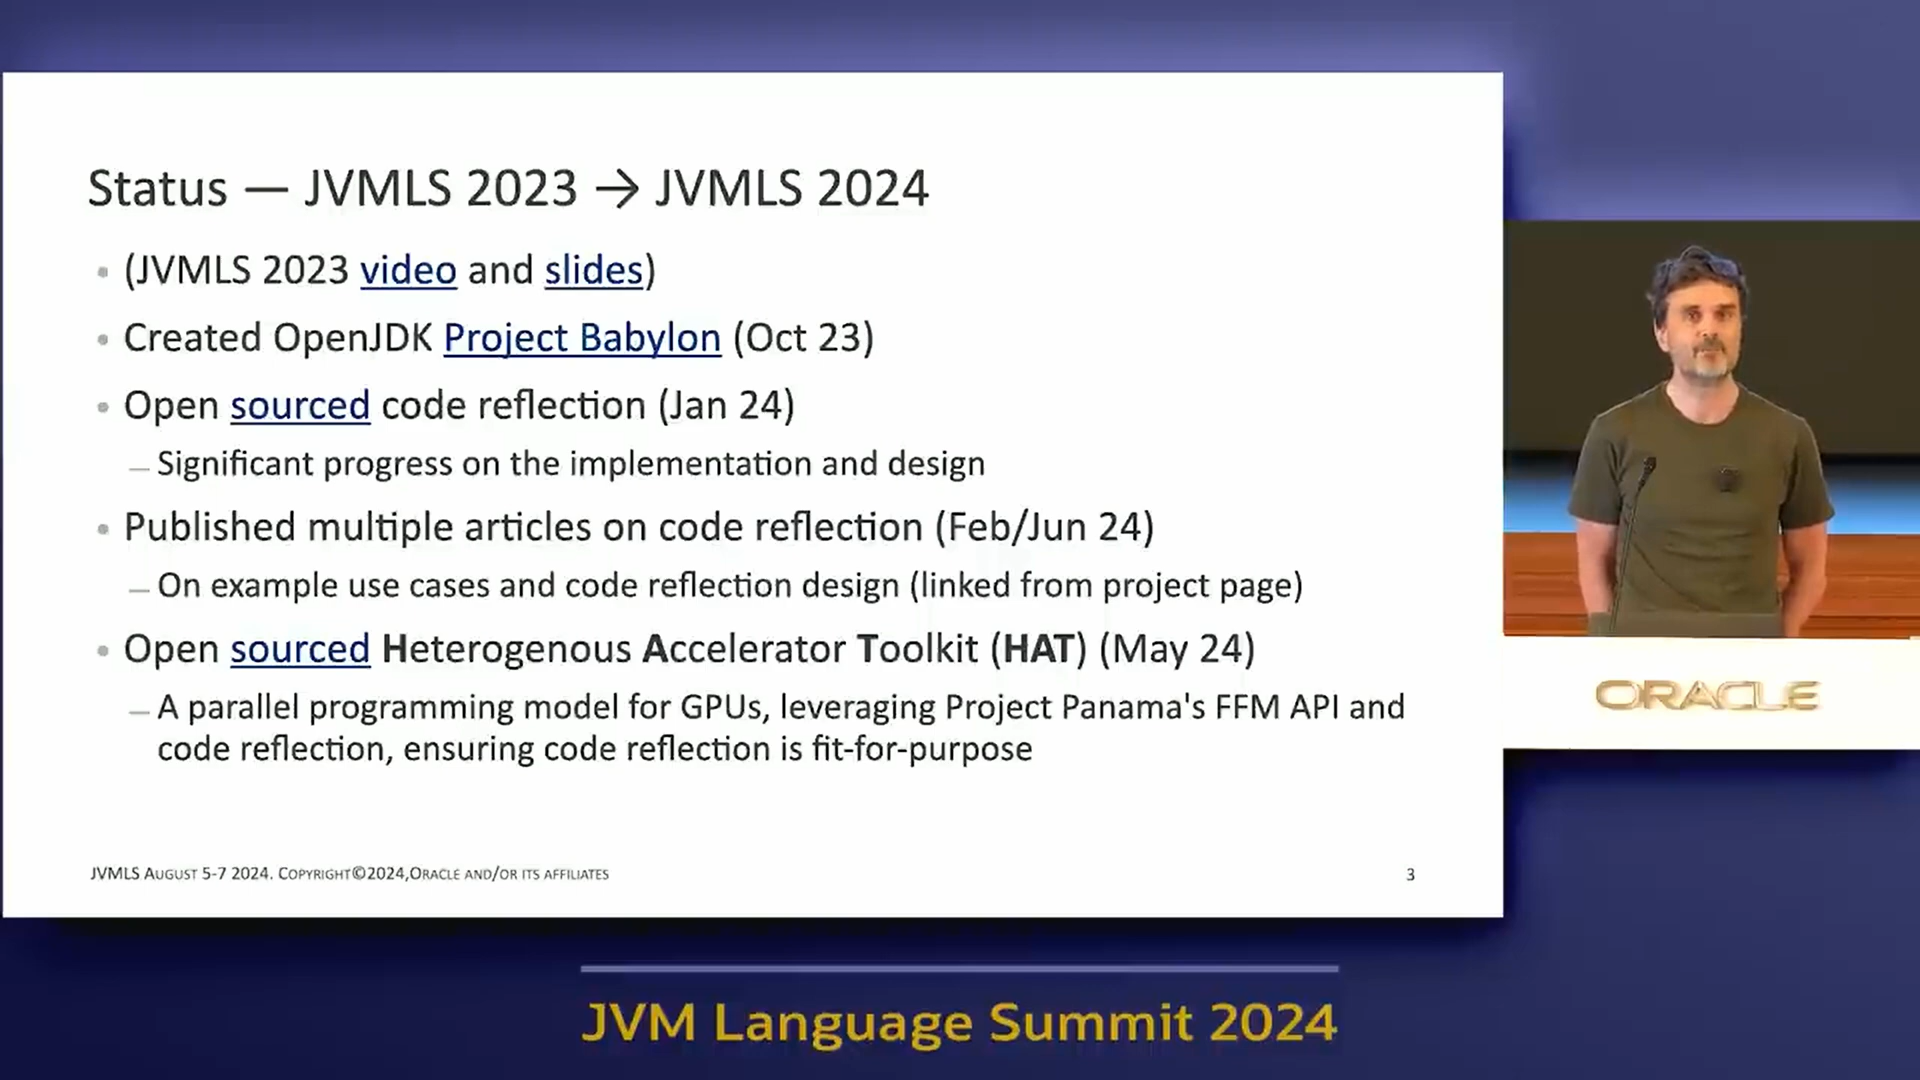 Status — JVMLS 2023 → JVMLS 2024
• (JVMLS 2023 video and slides)
• Created OpenJDK Project Babylon (Oct 23)
• Open sourced code reflection (Jan 24)
— Significant progress on the implementation and design
• Published multiple articles on code reflection (Feb/Jun 24)
— On example use cases and code reflection design (linked from project page)
• Open sourced Heterogenous Accelerator Toolkit (HAT) (May 24)
— A parallel programming model for GPUs, leveraging Project Panama's FFM API and
code reflection, ensuring code reflection is fit-for-purpose
JVMLS August 5-7 2024. Copyright©2024,Oracle and/or its affiliates
3
ORACLE
JVM Language Summit 2024